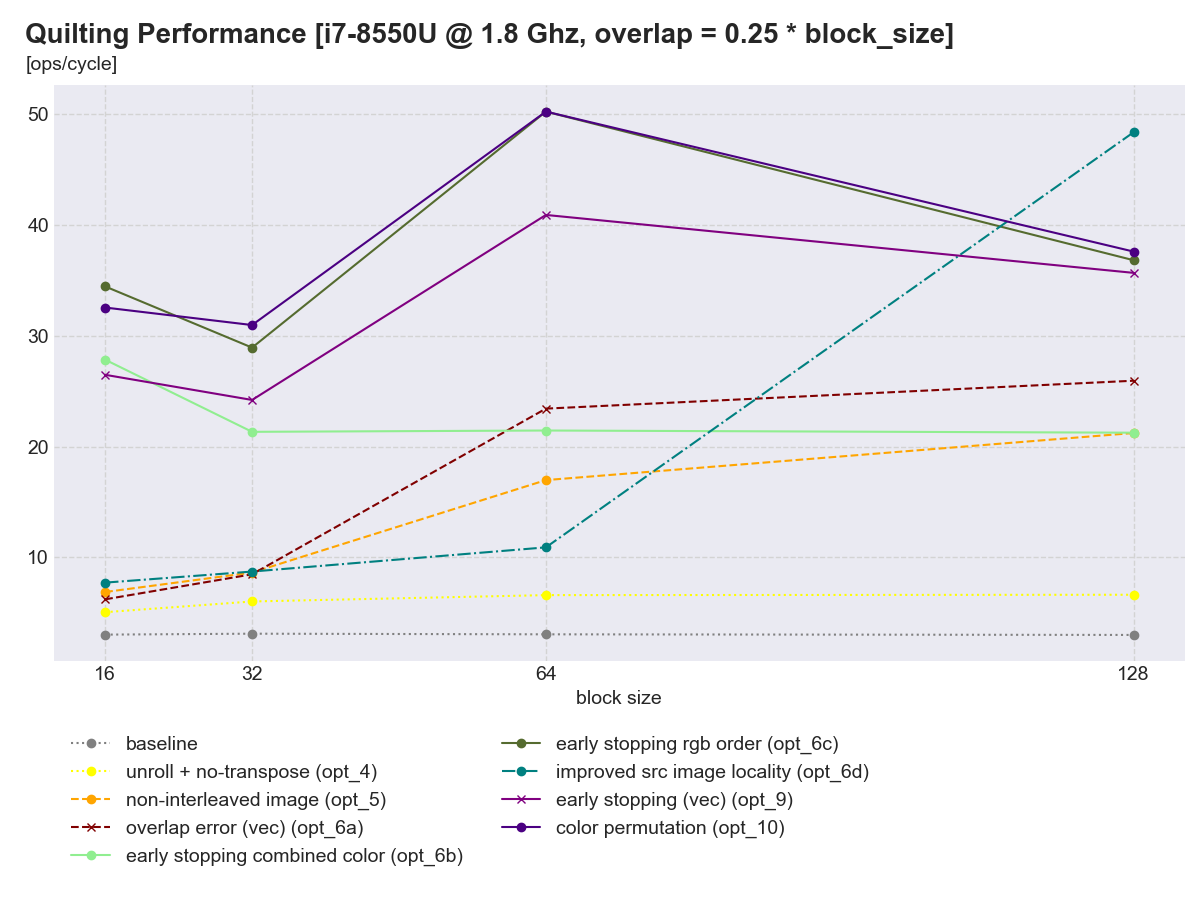 Quilting Performance [i7-8550U @ 1.8 Ghz, overlap = 0.25 * block_size]
[ops/cycle]
50
40
30
20
10
16 32 64 128
block size
baseline
unroll + no-transpose (opt_4)
non-interleaved image (opt_5)
overlap error (vec) (opt_6a)
early stopping combined color (opt_6b)
early stopping rgb order (opt_6c)
improved src image locality (opt_6d)
early stopping (vec) (opt_9)
color permutation (opt_10)